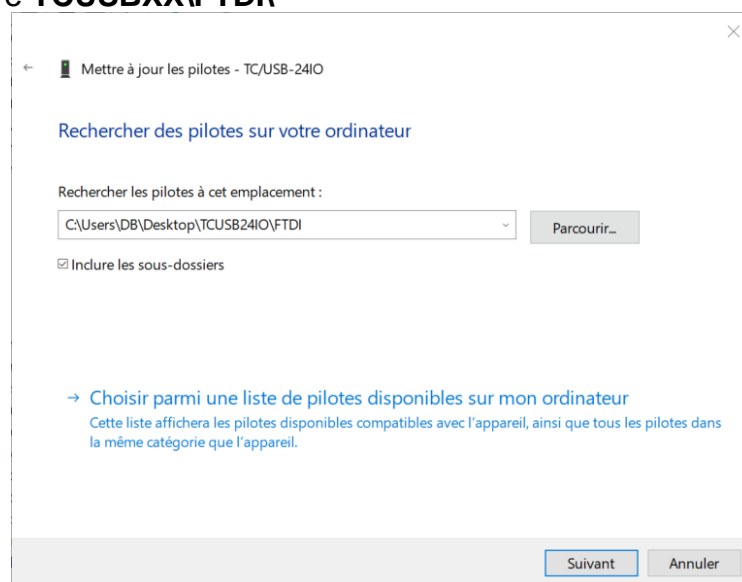 e TCUSBXX\FTDI\
← Mettre à jour les pilotes - TC/USB-24IO
Rechercher des pilotes sur votre ordinateur
Rechercher les pilotes à cet emplacement :
C:\Users\DB\Desktop\TCUSB24IO\FTDI
Parcourir...
Inclure les sous-dossiers
→ Choisir parmi une liste de pilotes disponibles sur mon ordinateur
Cette liste affichera les pilotes disponibles compatibles avec l'appareil, ainsi que tous les pilotes dans
la même catégorie que l'appareil.
Suivant
Annuler